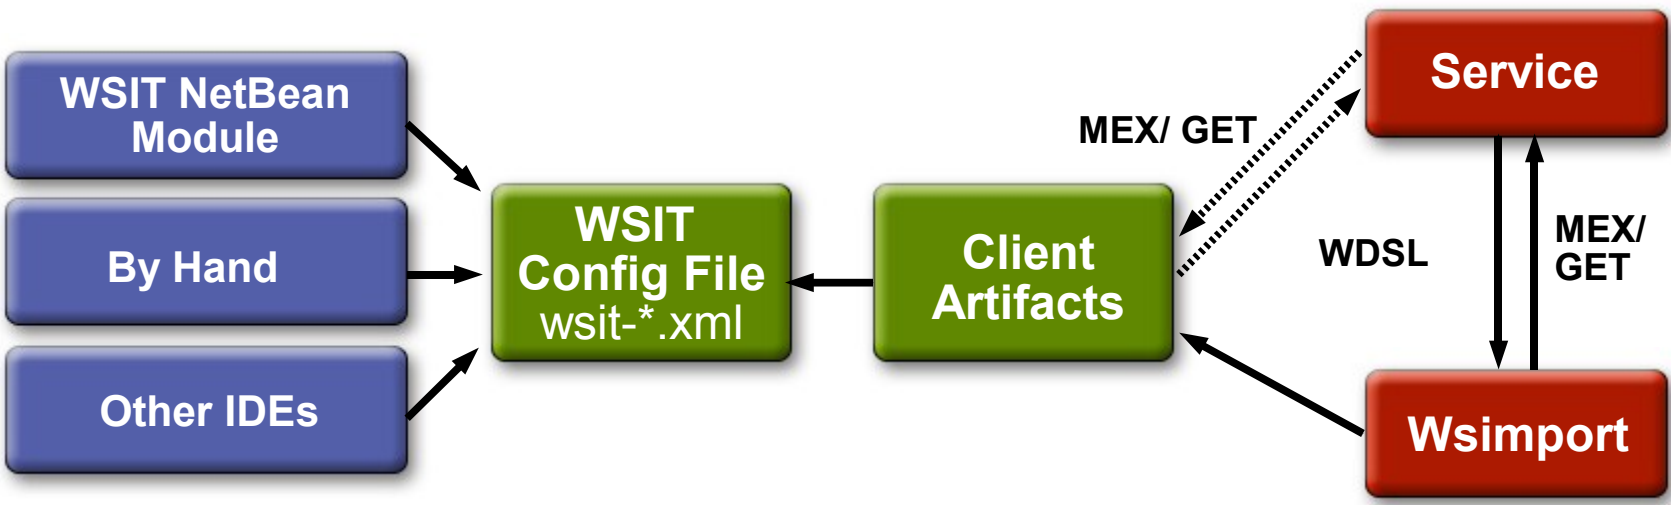 WSIT NetBean
Module
By Hand
Other IDEs
WSIT
Config File
wsit-*.xml
Client
Artifacts
MEX/ GET
Service
WDSL
MEX/
GET
Wsimport